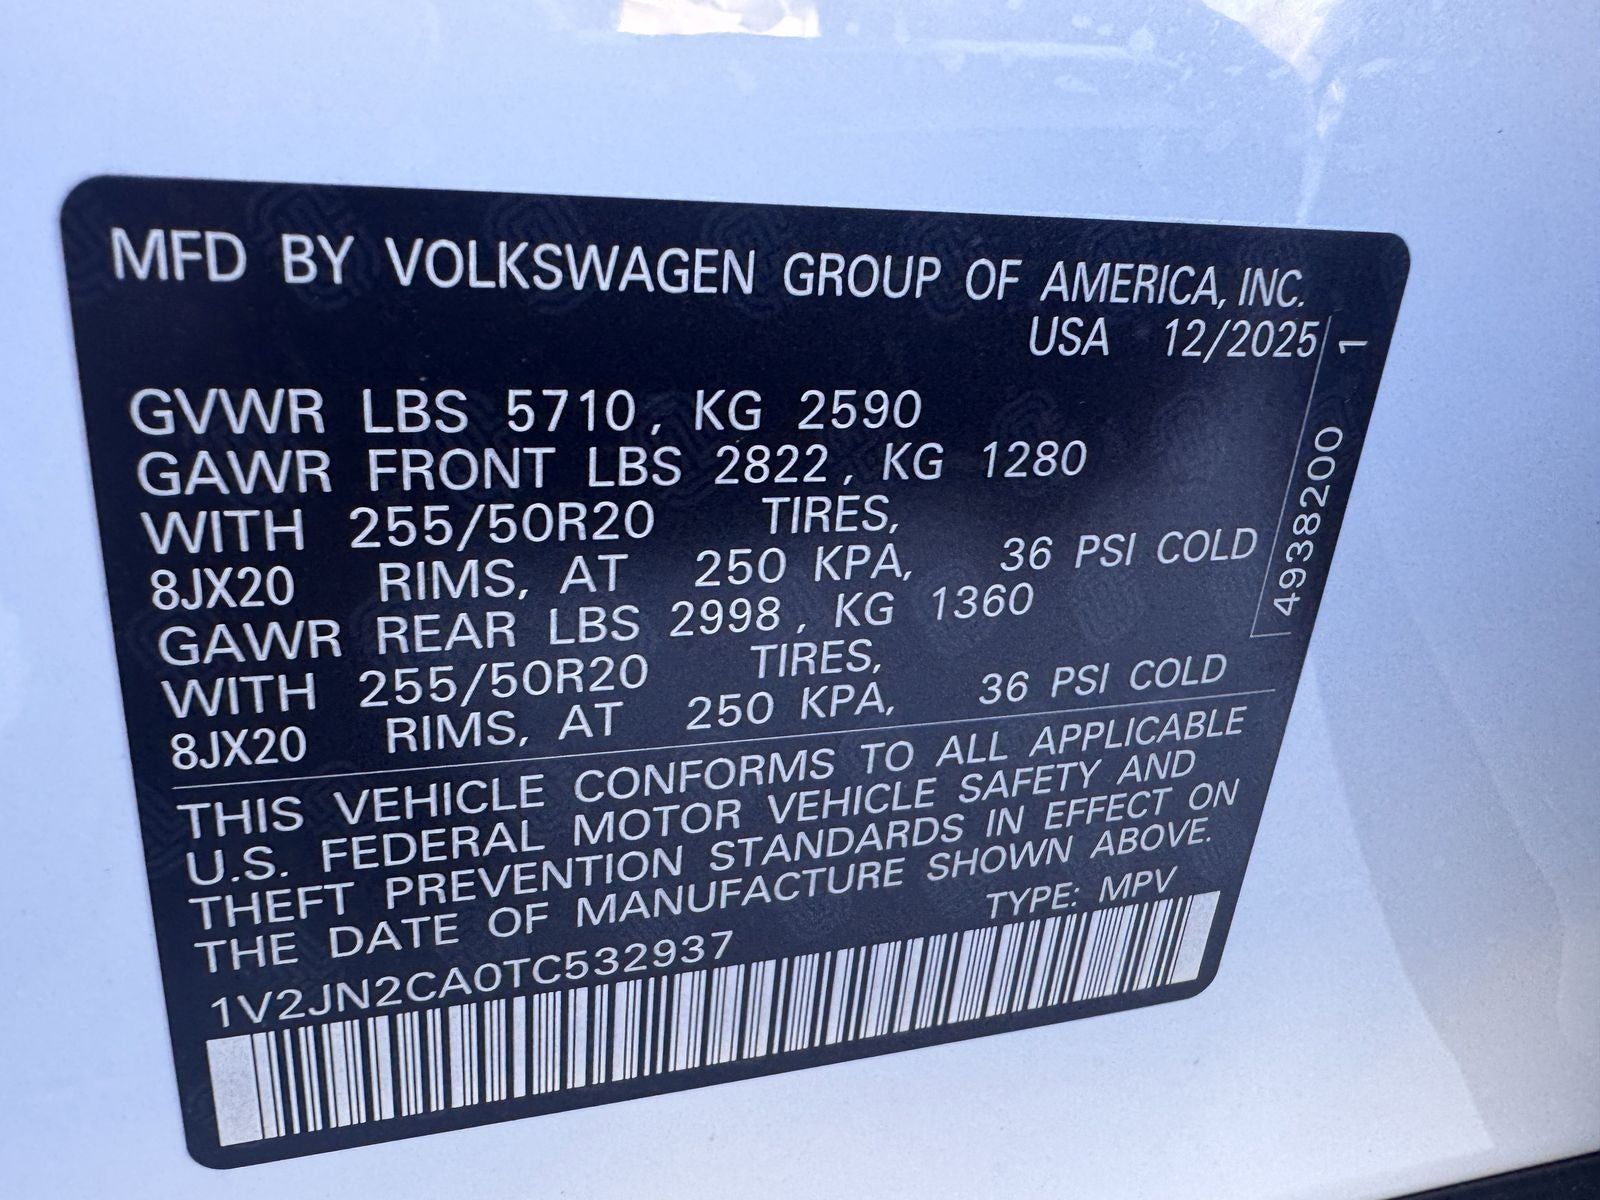 MFD BY VOLKSWAGEN GROUP OF AMERICA, INC.
USA 12/2025
GVWR LBS 5710, KG 2590
GAWR FRONT LBS 2822, KG 1280
WITH 255/50R20 TIRES,
8JX20 RIMS, AT 250 KPA, 36 PSI COLD
GAWR REAR LBS 2998, KG 1360
WITH 255/50R20 TIRES,
8JX20 RIMS, AT 250 KPA, 36 PSI COLD
THIS VEHICLE CONFORMS TO ALL APPLICABLE
U.S. FEDERAL MOTOR VEHICLE SAFETY AND
THEFT PREVENTION STANDARDS IN EFFECT ON
THE DATE OF MANUFACTURE SHOWN ABOVE.
TYPE: MPV
1V2JN2CA0TC532937
4938200 1